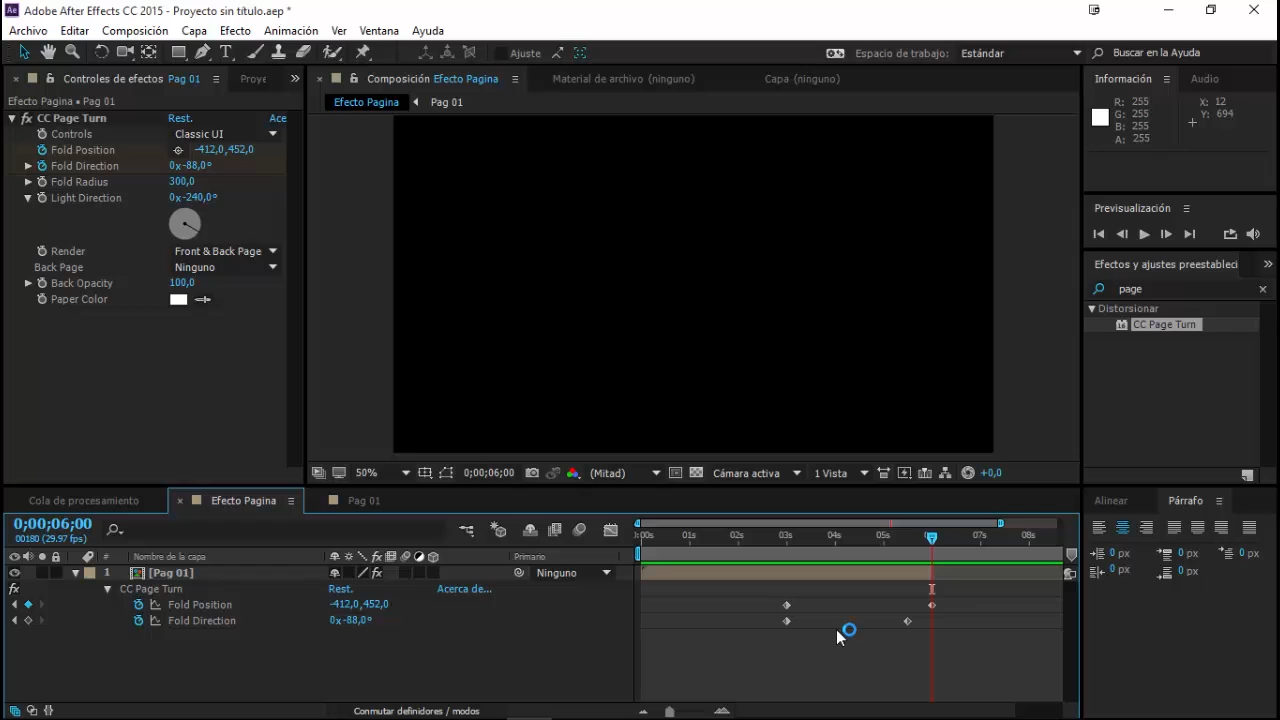 Ae Adobe After Effects CC 2015 - Proyecto sin título.aep *
Archivo Editar Composición Capa Efecto Animación Ver Ventana Ayuda
T Ajuste Espacio de trabajo: Estándar Buscar en la Ayuda
Controles de efectos Pag 01 Proye
Composición Efecto Pagina Material de archivo (ninguno) Capa (ninguno)
Información Audio
Efecto Pagina • Pag 01
Efecto Pagina Pag 01
R: 255 X: 12
G: 255 Y: 694
B: 255
A: 255
fx CC Page Turn Rest. Ace
Controls Classic UI
Fold Position -412,0,452,0
Fold Direction 0x-88,0°
Fold Radius 300,0
Light Direction 0x-240,0°
Render Front & Back Page
Back Page Ninguno
Back Opacity 100,0
Paper Color
Previsualización
Efectos y ajustes preestableci
page
Distorsionar
CC Page Turn
50% 0;00;06;00 (Mitad) Cámara activa 1 Vista +0,0
Cola de procesamiento Efecto Pagina Pag 01
Alinear Párrafo
0;00;06;00
00180 (29.97 fps)
:00s 01s 02s 03s 04s 05s 07s 08s
# Nombre de la capa fx Primario
1 [Pag 01] fx Ninguno
fx CC Page Turn Rest. Acerca de...
Fold Position -412,0,452,0
Fold Direction 0x-88,0°
0 px 0 px 0 px
0 px 0 px
Conmutar definidores / modos